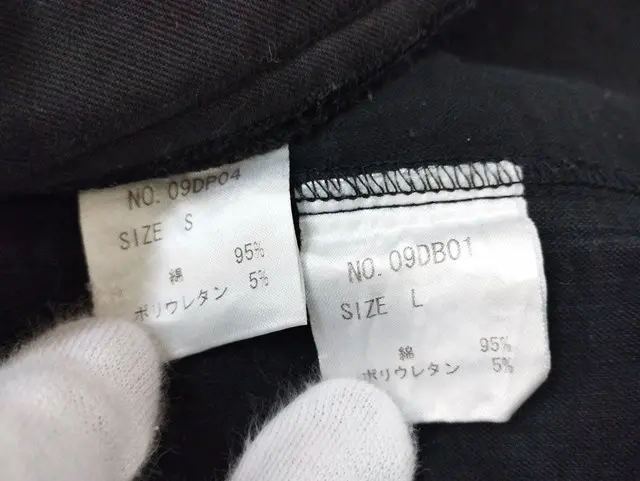 NO. 09DP04
SIZE S
綿 95%
ポリウレタン 5%
NO. 09DB01
SIZE L
綿 95%
ポリウレタン 5%